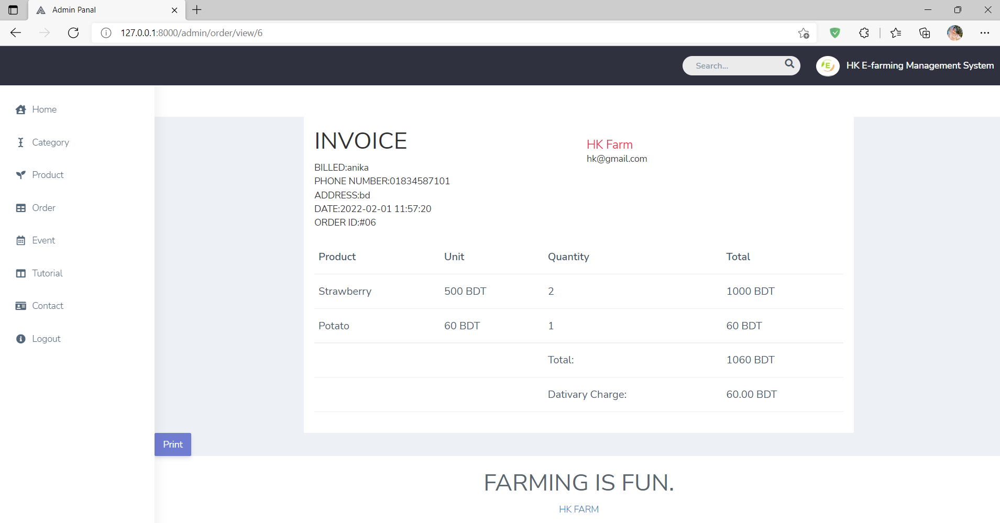 Admin Panal
127.0.0.1:8000/admin/order/view/6
Search...
HK E-farming Management System
Home
Category
Product
Order
Event
Tutorial
Contact
Logout
INVOICE
HK Farm
hk@gmail.com
BILLED:anika
PHONE NUMBER:01834587101
ADDRESS:bd
DATE:2022-02-01 11:57:20
ORDER ID:#06
Product Unit Quantity Total
Strawberry 500 BDT 2 1000 BDT
Potato 60 BDT 1 60 BDT
Total: 1060 BDT
Dativary Charge: 60.00 BDT
Print
FARMING IS FUN.
HK FARM